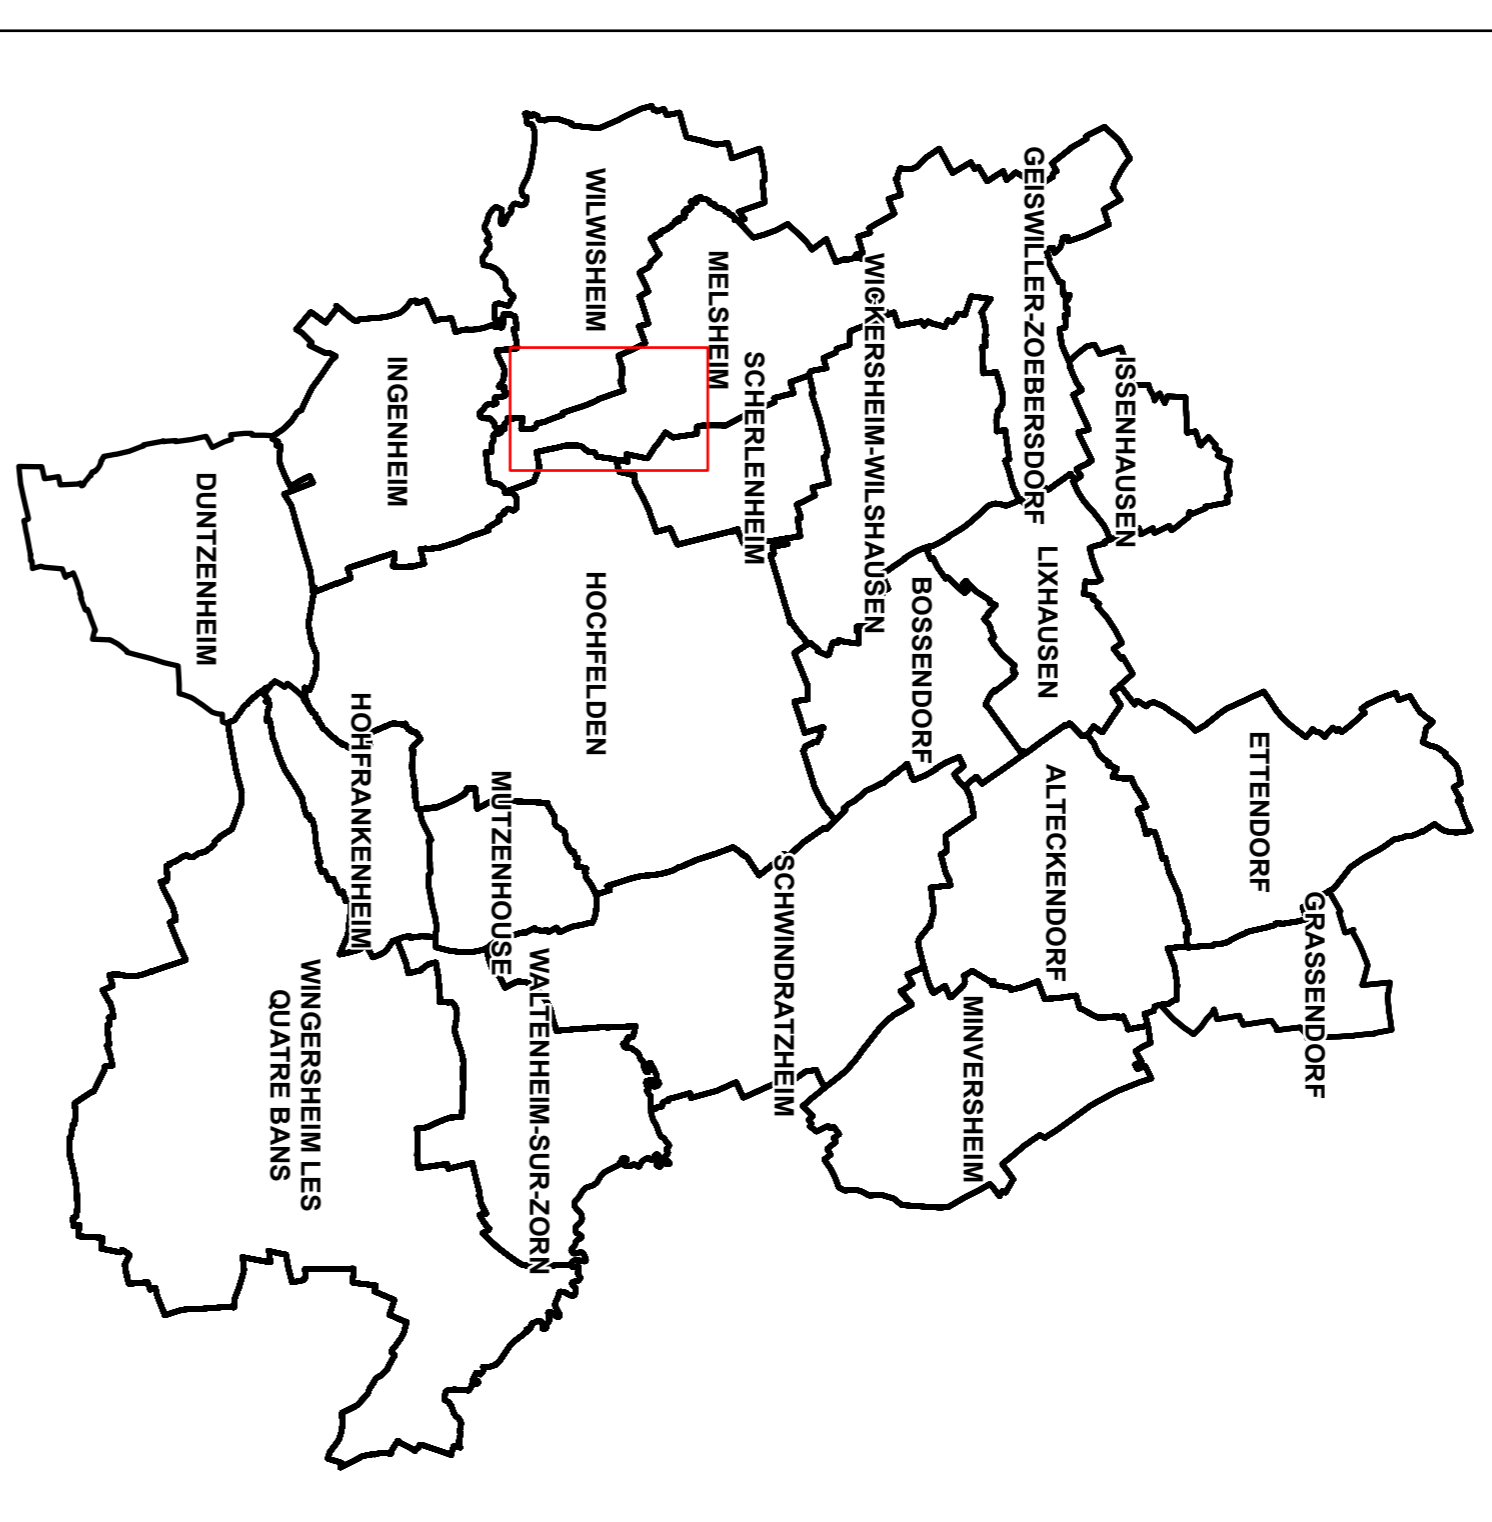 GRASSENDORF
ETTENDORF
ISSENHAUSEN
GEISWILLER-ZOEBERSDORF
LIXHAUSEN
ALTECKENDORF
MINVERSHEIM
BOSSENDORF
WICKERSHEIM-WILSHAUSEN
SCHWINDRATZHEIM
SCHERLENHEIM
MELSHEIM
WILWISHEIM
HOCHFELDEN
WALTENHEIM-SUR-ZORN
MUTZENHOUSE
INGENHEIM
HOHFRANKENHEIM
WINGERSHEIM LES
QUATRE BANS
DUNTZENHEIM